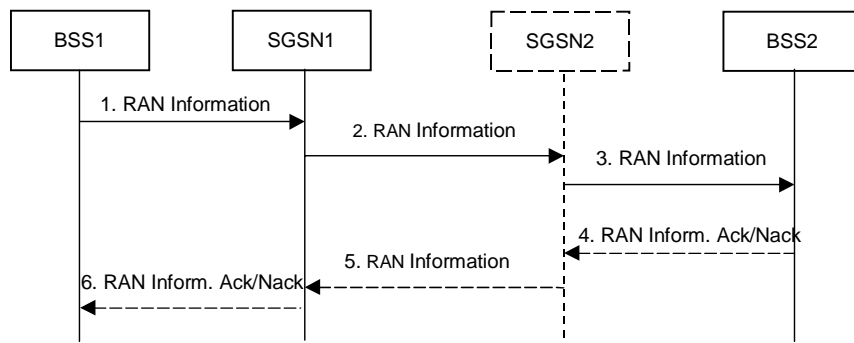 BSS1
SGSN1
SGSN2
BSS2
1. RAN Information
2. RAN Information
3. RAN Information
4. RAN Inform. Ack/Nack
5. RAN Information
6. RAN Inform. Ack/Nack